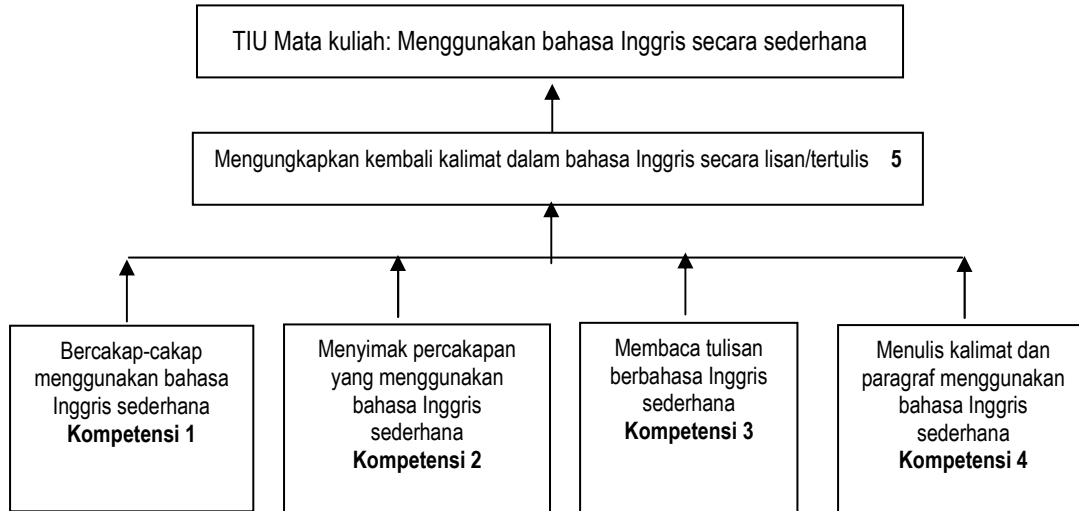 TIU Mata kuliah: Menggunakan bahasa Inggris secara sederhana
Mengungkapkan kembali kalimat dalam bahasa Inggris secara lisan/tertulis 5
Bercakap-cakap
menggunakan bahasa
Inggris sederhana
Kompetensi 1
Menyimak percakapan
yang menggunakan
bahasa Inggris
sederhana
Kompetensi 2
Membaca tulisan
berbahasa Inggris
sederhana
Kompetensi 3
Menulis kalimat dan
paragraf menggunakan
bahasa Inggris
sederhana
Kompetensi 4